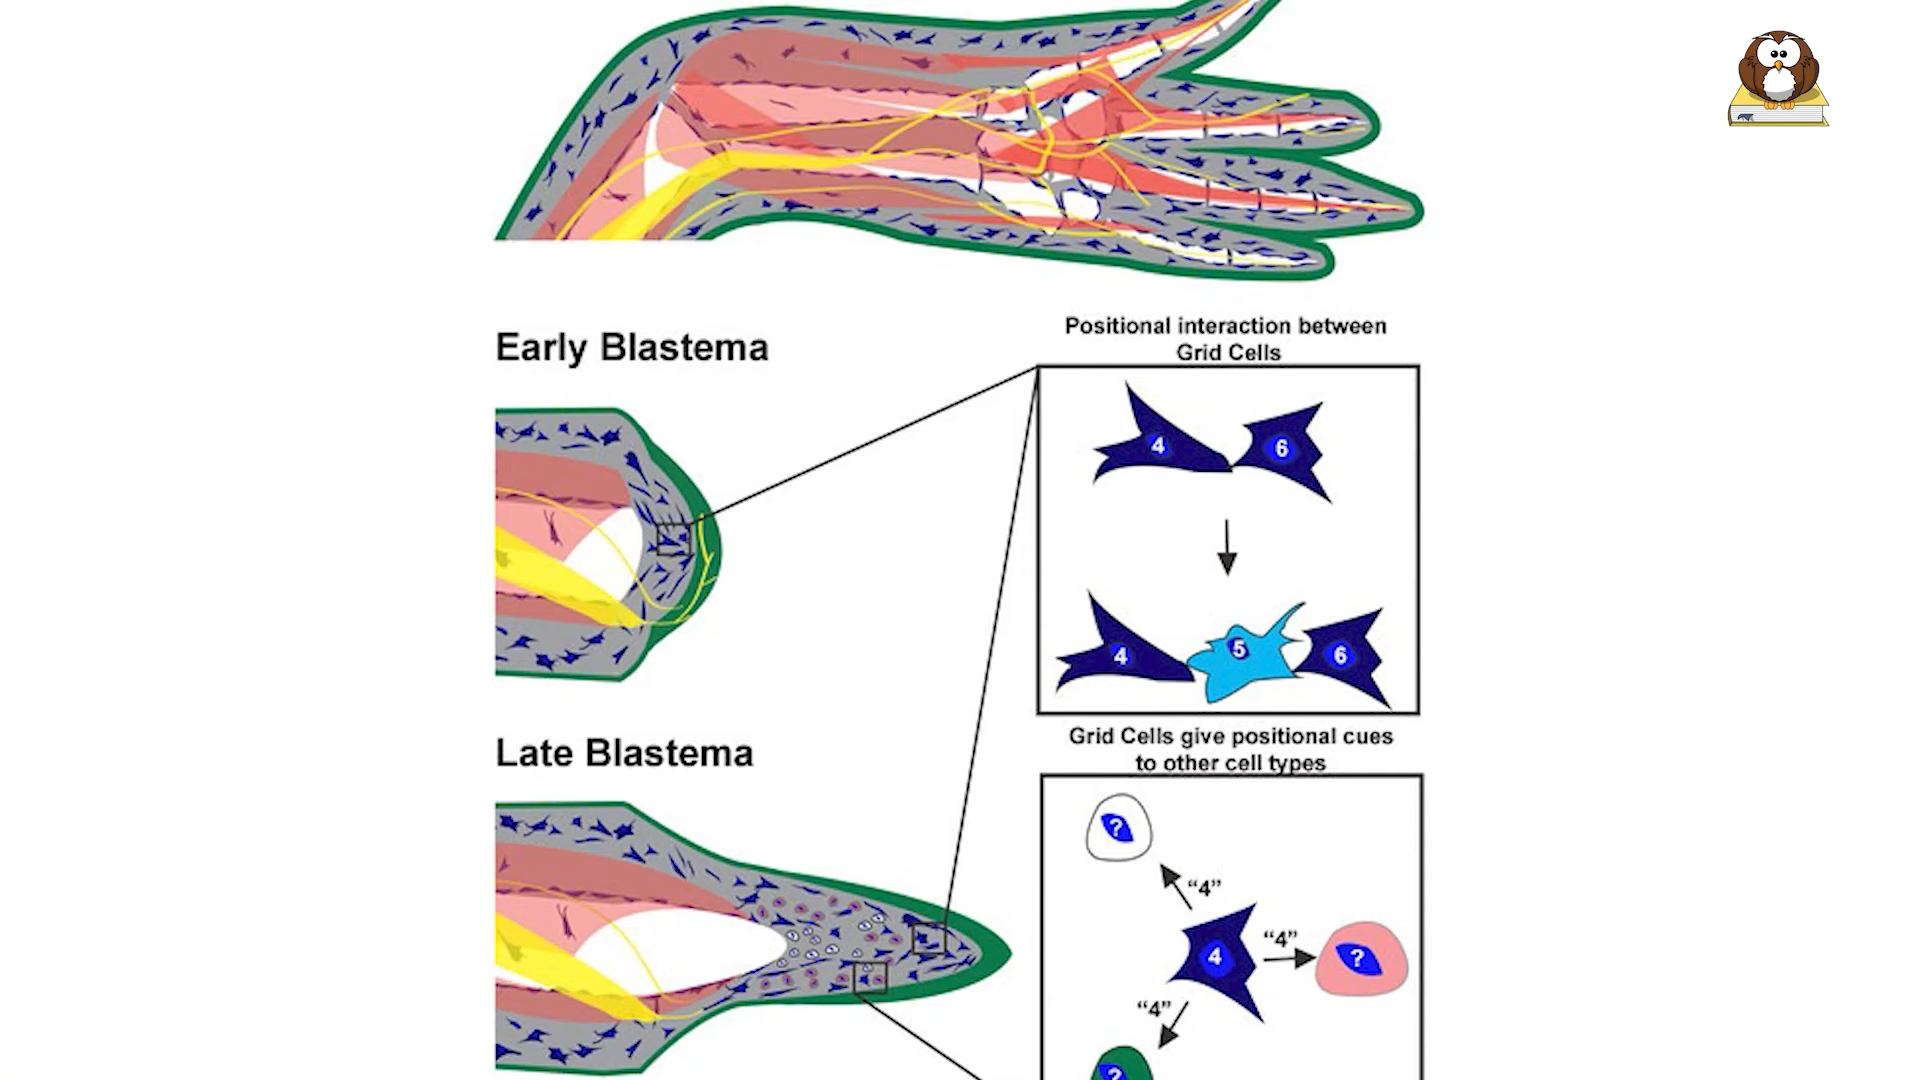 Early Blastema
Positional interaction between
Grid Cells
4
6
4
5
6
Late Blastema
Grid Cells give positional cues
to other cell types
?
“4”
4
“4”
?
“4”
?